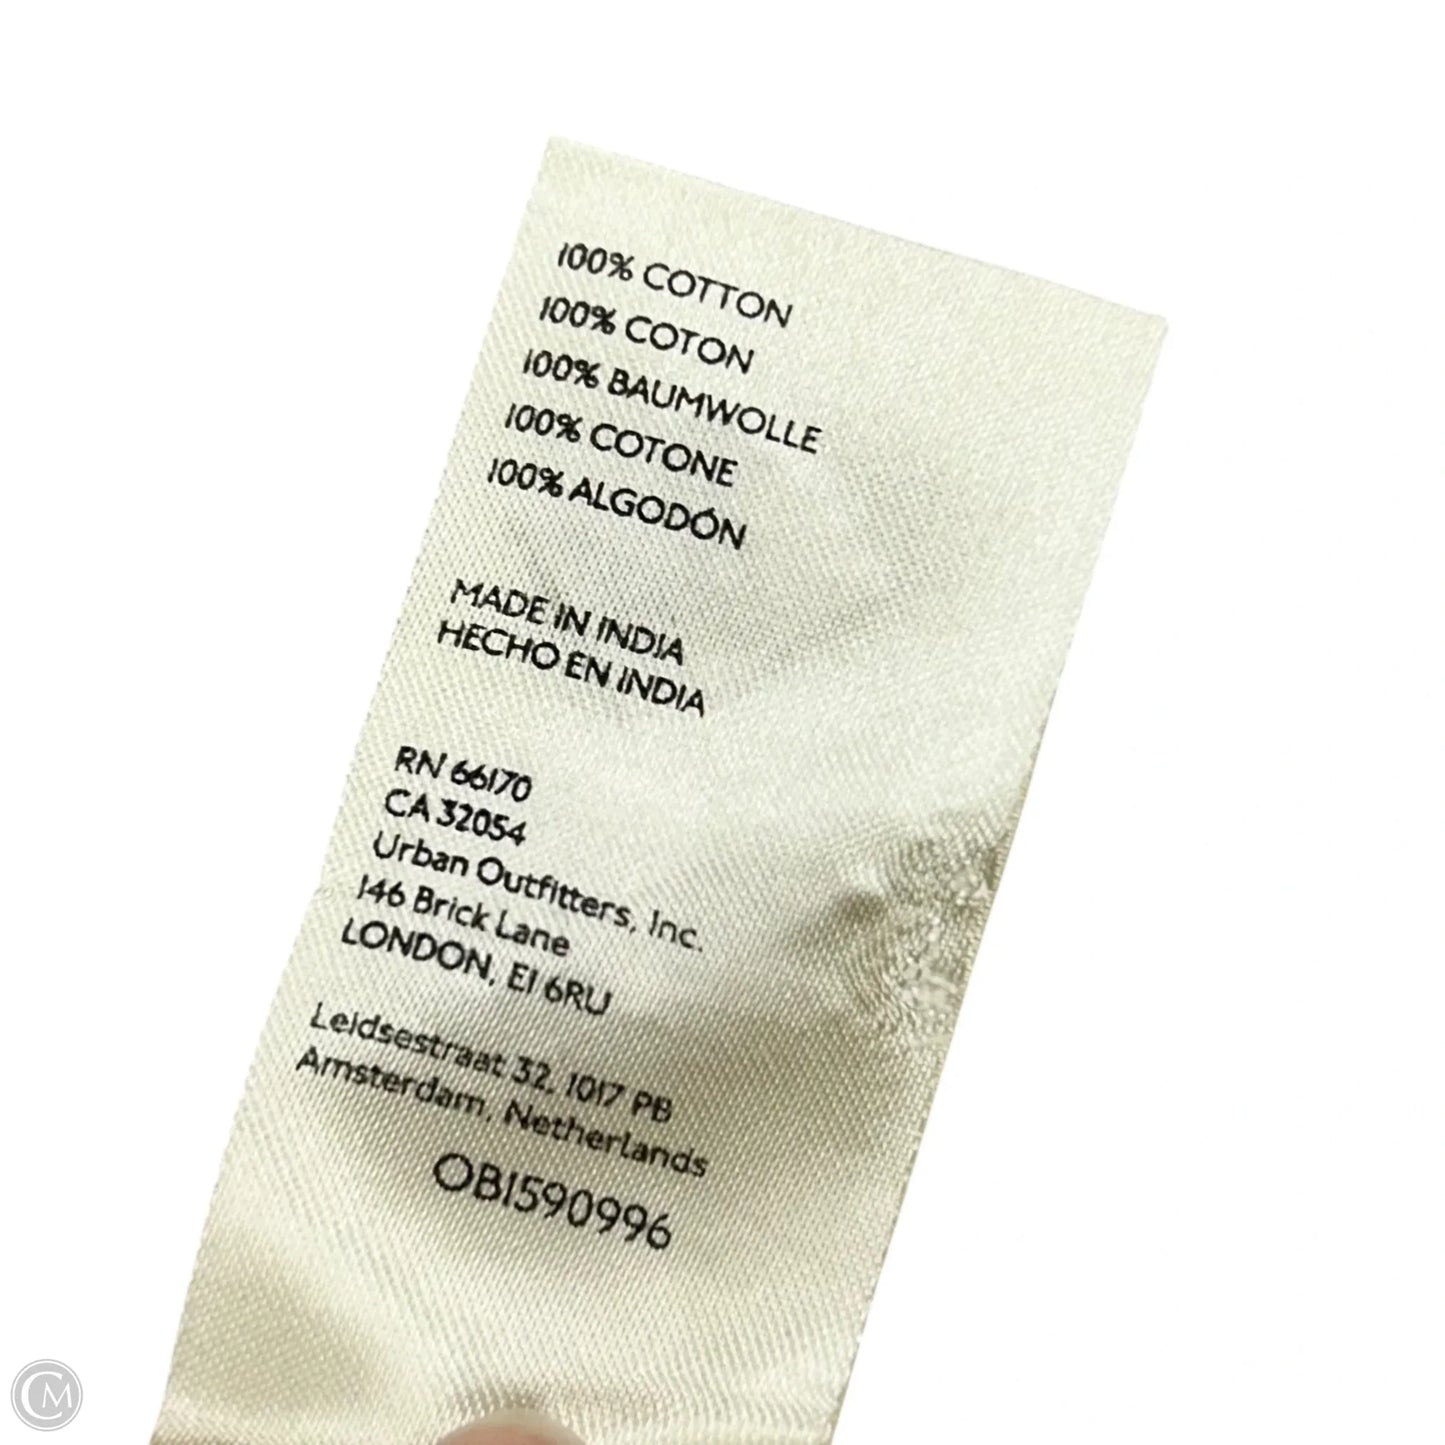 100% COTTON
100% COTON
100% BAUMWOLLE
100% COTONE
100% ALGODÓN
MADE IN INDIA
HECHO EN INDIA
RN 66170
CA 32054
Urban Outfitters, Inc.
146 Brick Lane
LONDON, E1 6RU
Leidsestraat 32, 1017 PB
Amsterdam, Netherlands
OB1590996
CM